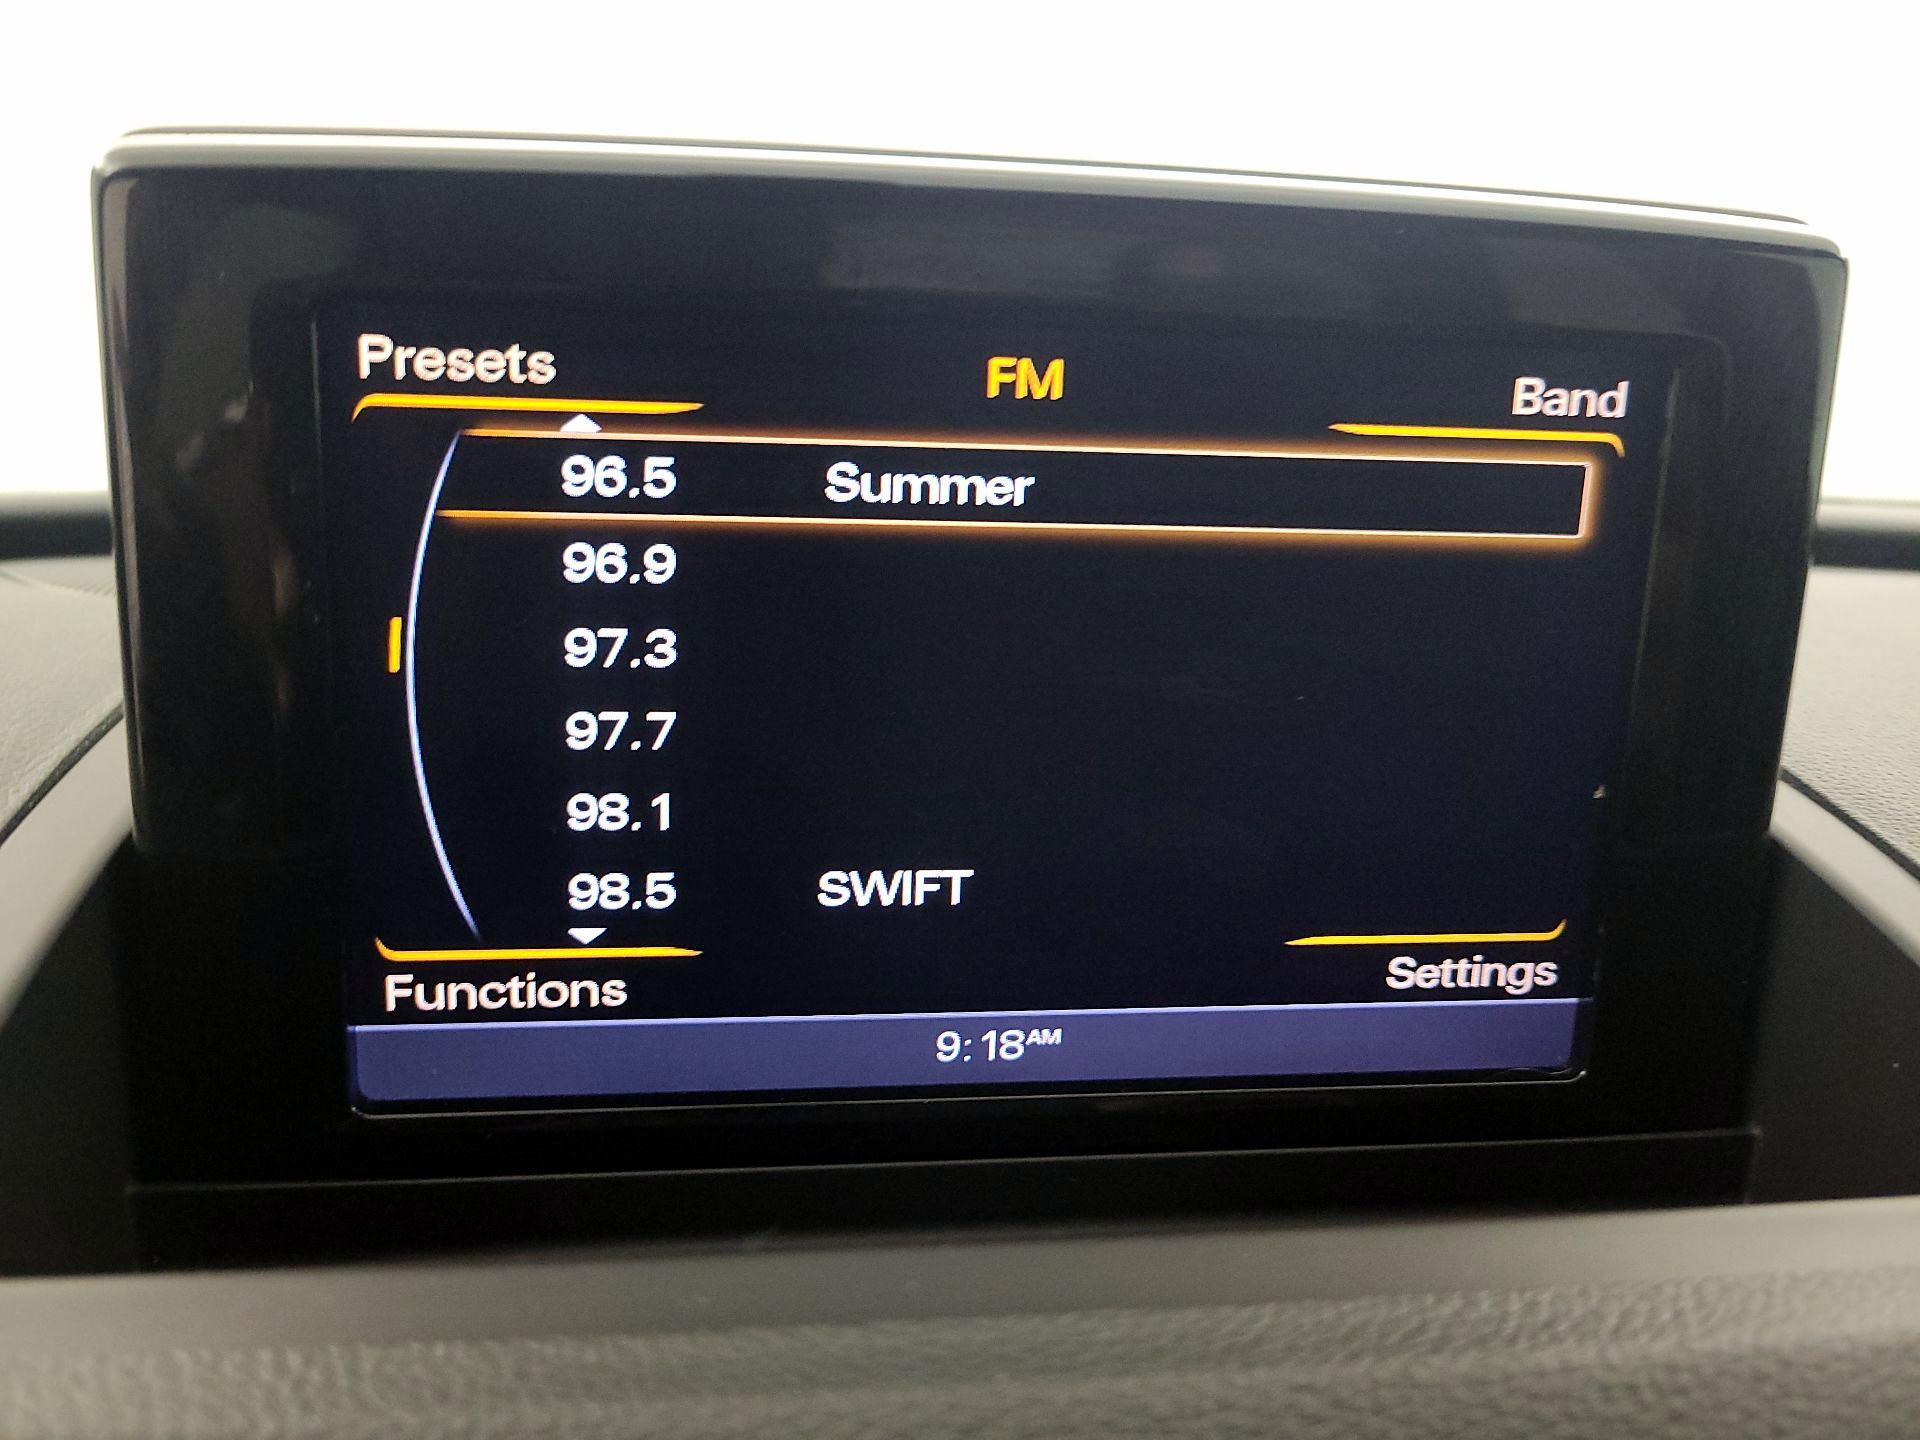 Presets FM Band
96.5 Summer
96.9
97.3
97.7
98.1
98.5 SWIFT
Functions Settings
9:18AM